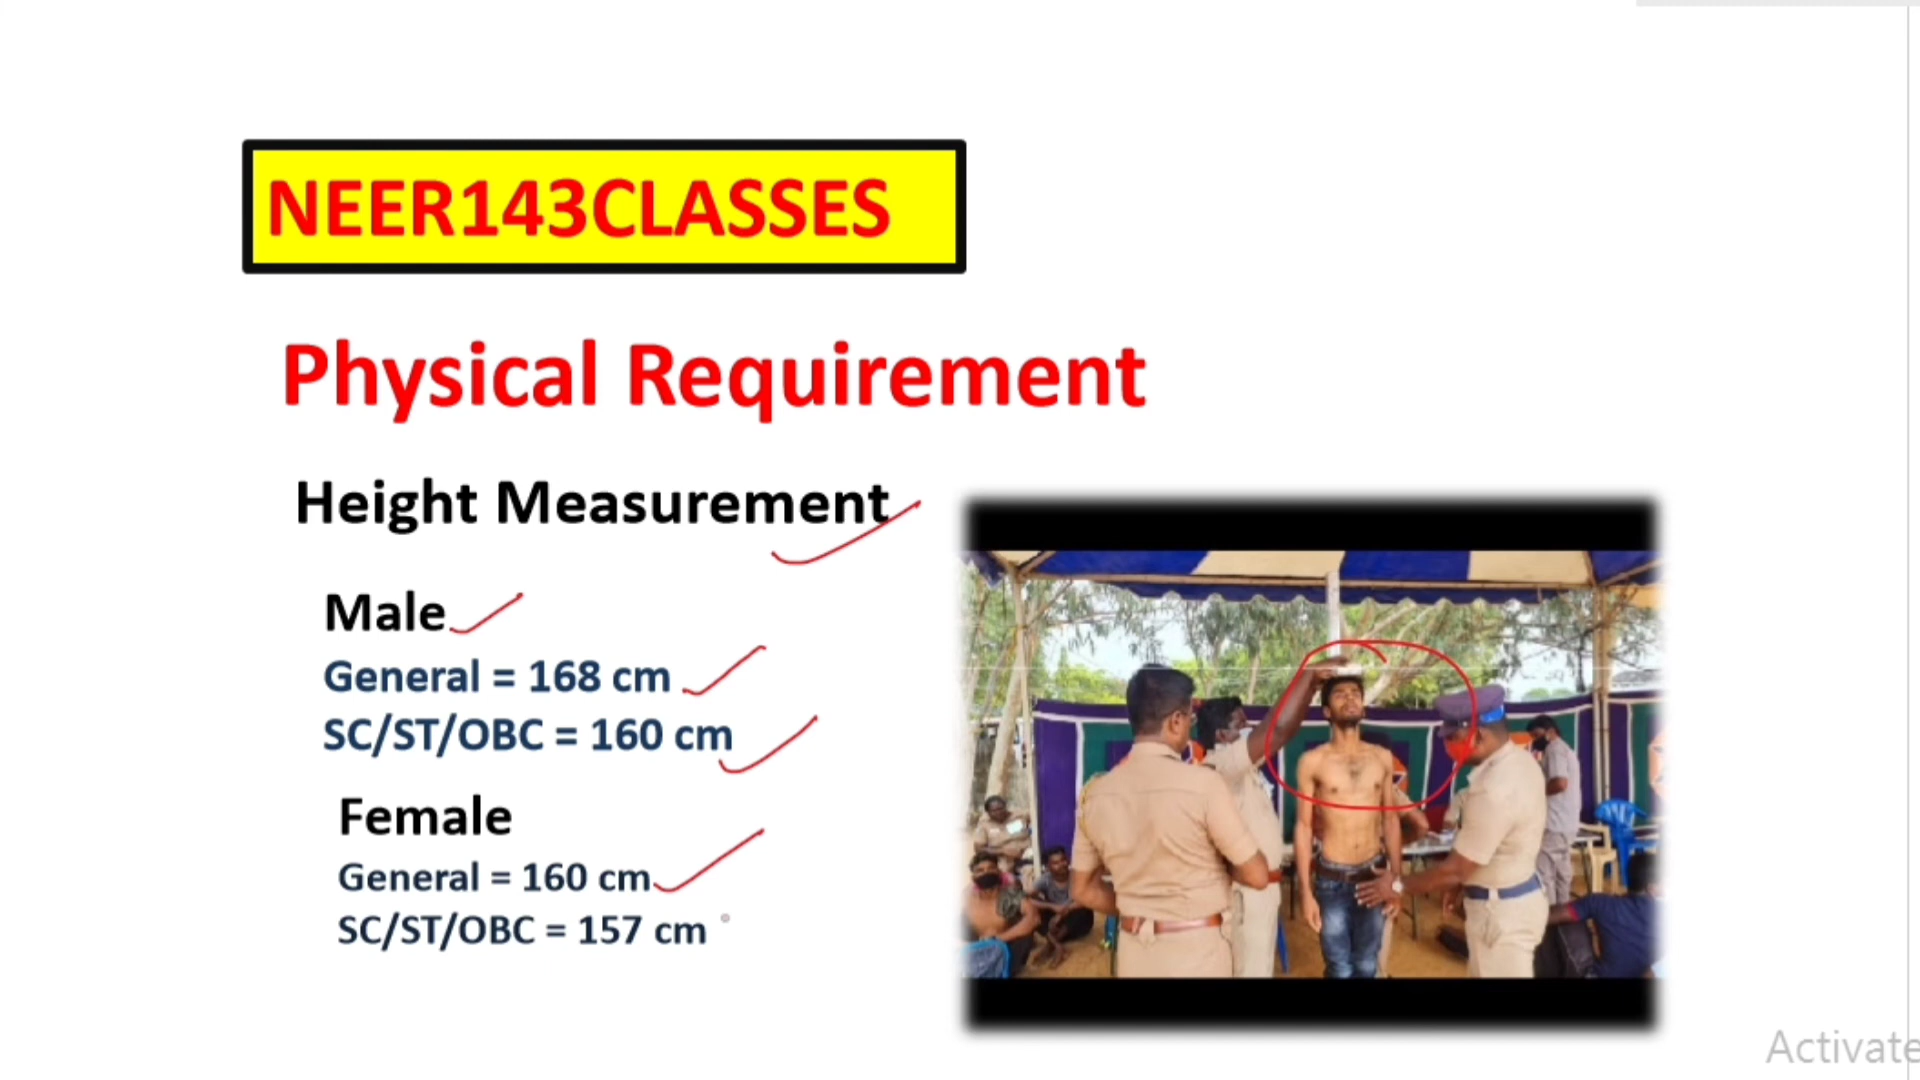 NEER143CLASSES
Physical Requirement
Height Measurement
Male
General = 168 cm
SC/ST/OBC = 160 cm
Female
General = 160 cm
SC/ST/OBC = 157 cm
Activate